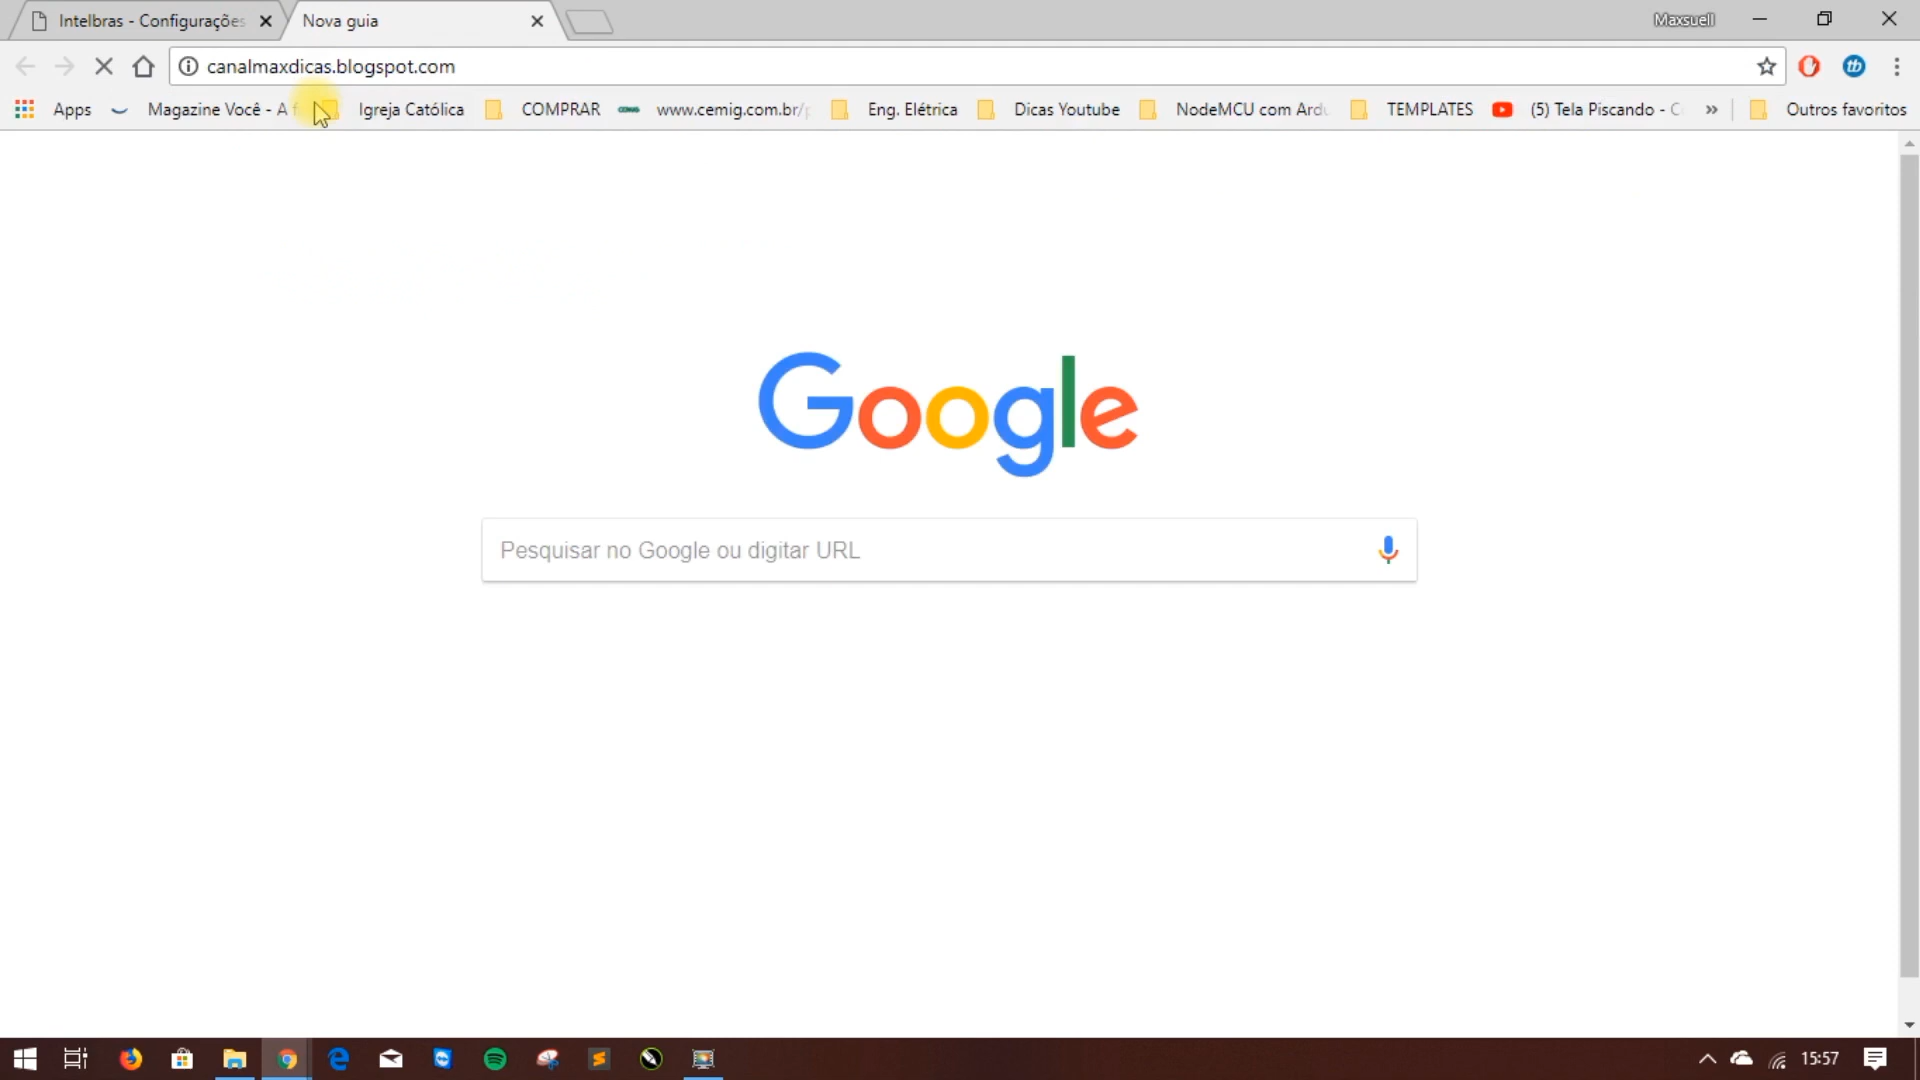 Intelbras - Configurações
Nova guia
Maxsuell
canalmaxdicas.blogspot.com
Apps
Magazine Você - A f
Igreja Católica
COMPRAR
www.cemig.com.br/
Eng. Elétrica
Dicas Youtube
NodeMCU com Ardu
TEMPLATES
(5) Tela Piscando - C
»
Outros favoritos
Google
Pesquisar no Google ou digitar URL
15:57